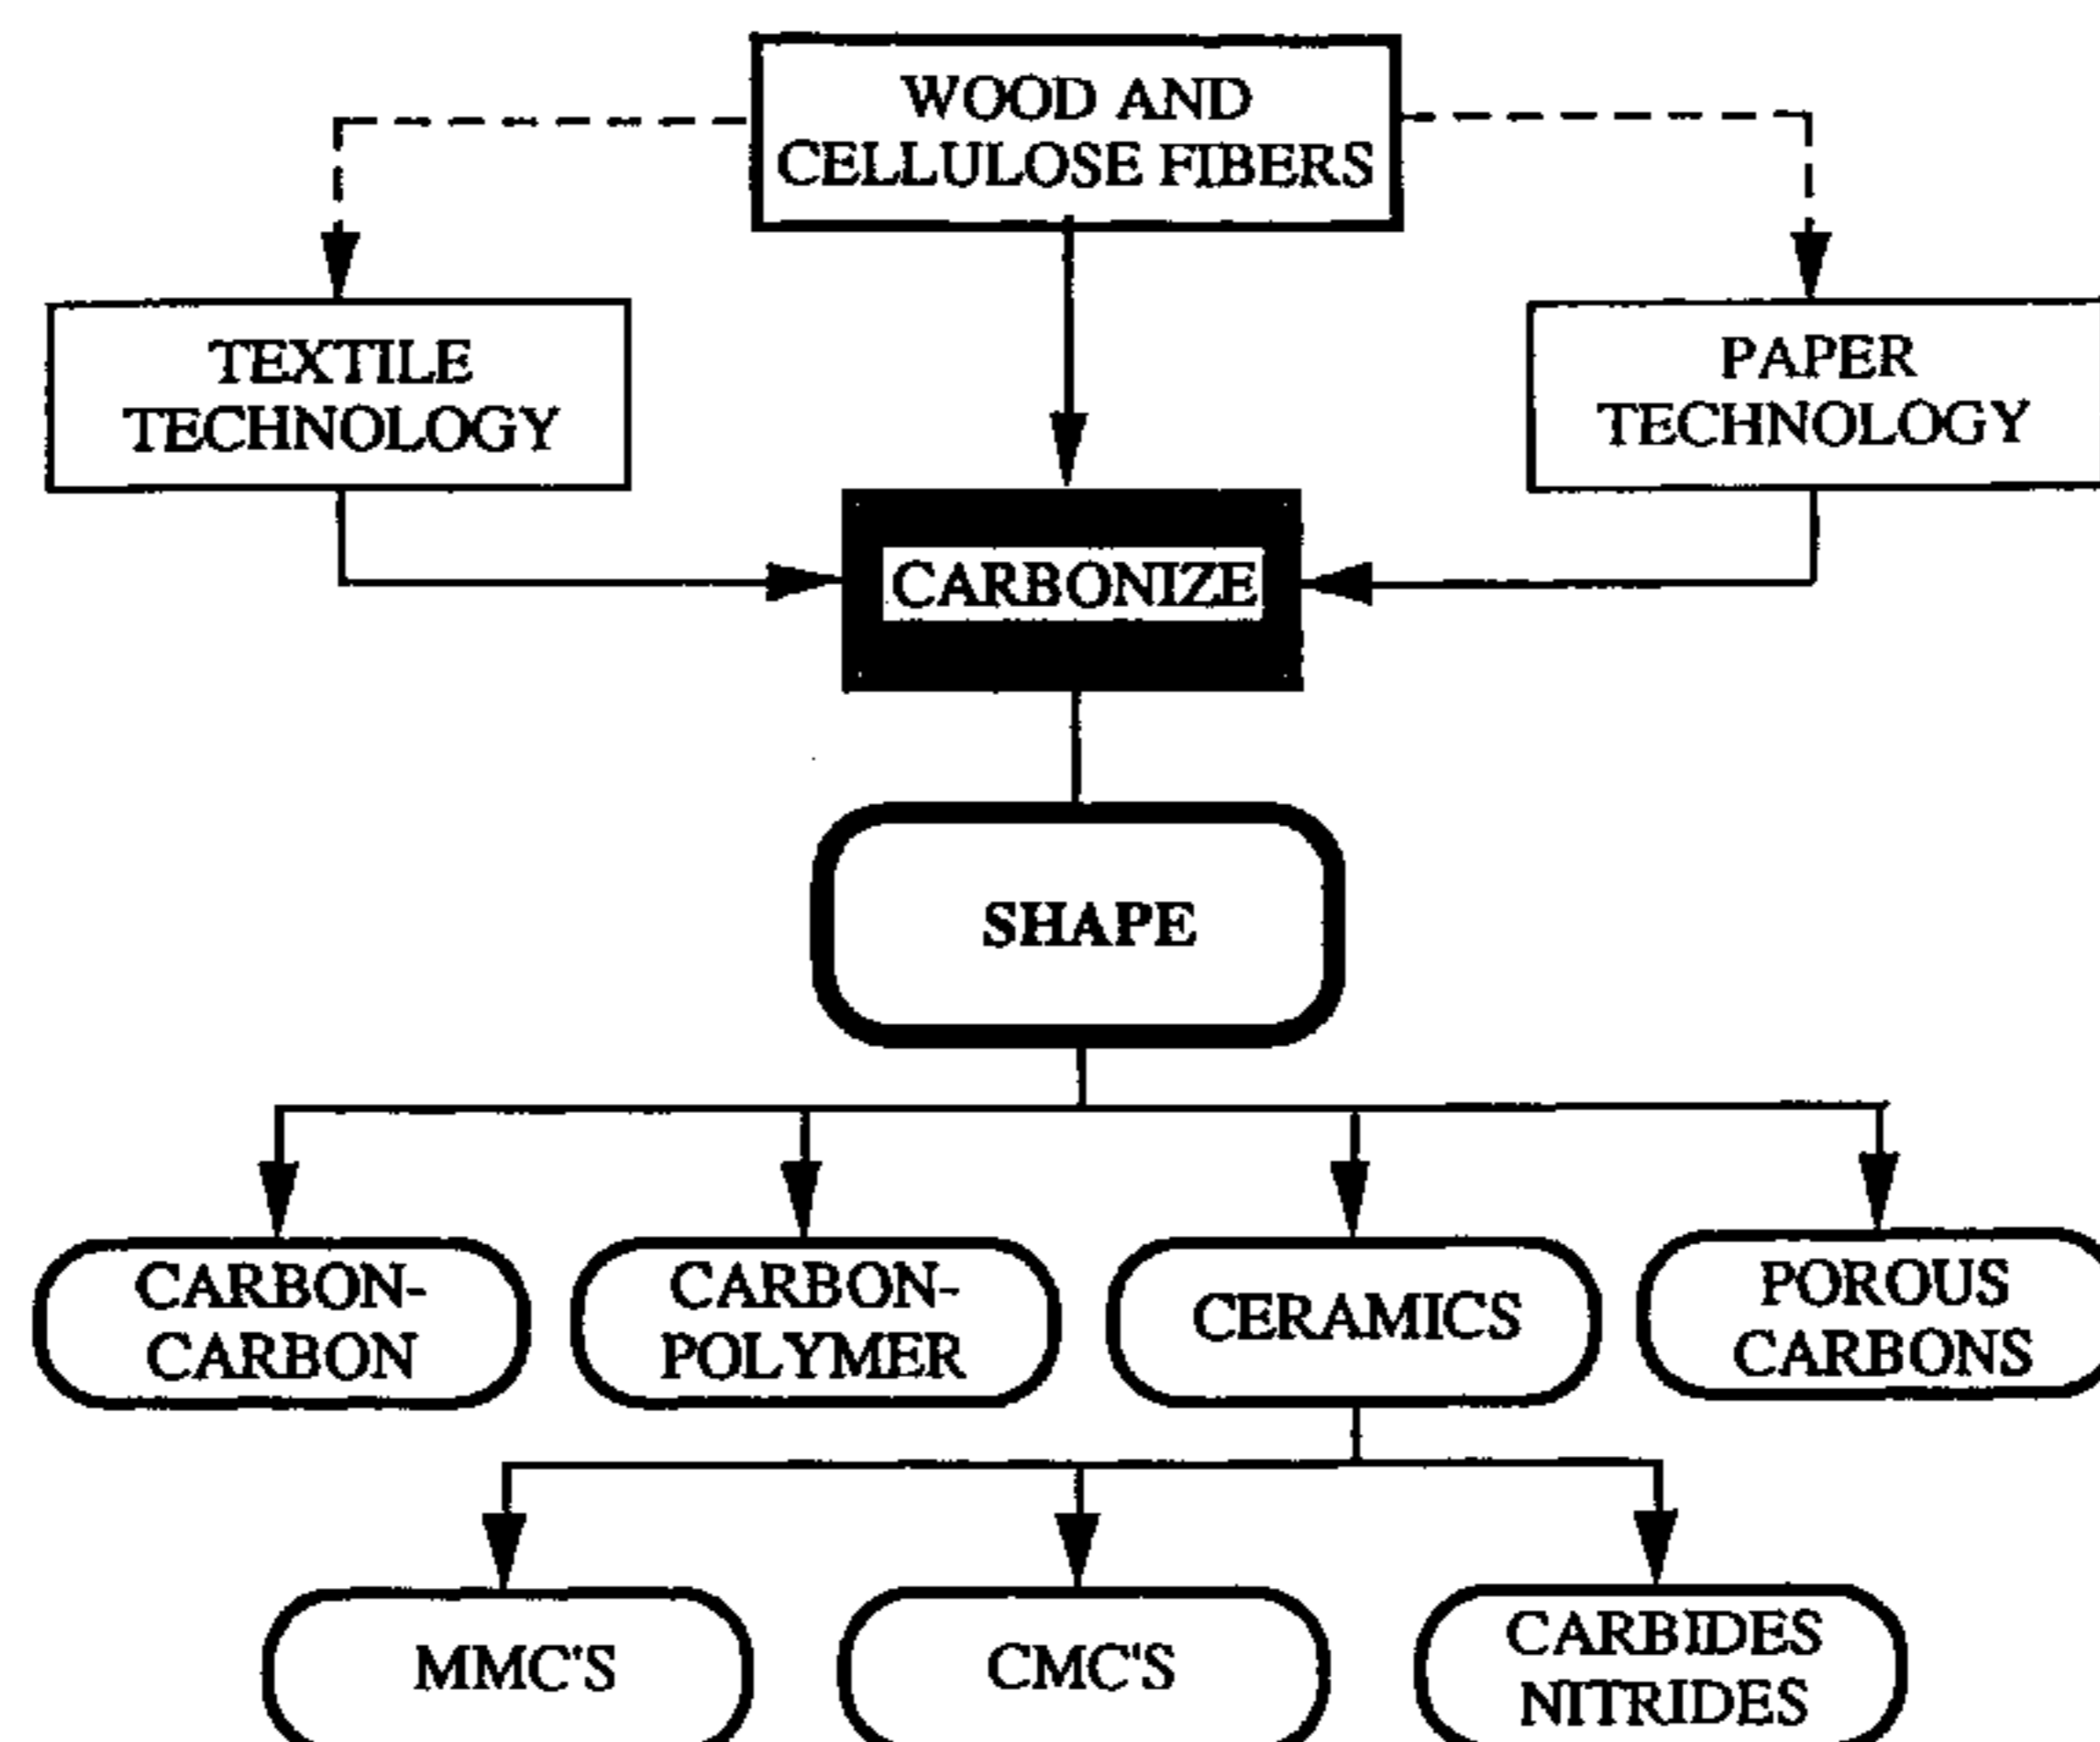 WOOD AND
CELLULOSE FIBERS
TEXTILE
TECHNOLOGY
PAPER
TECHNOLOGY
CARBONIZE
SHAPE
CARBON-
CARBON
CARBON-
POLYMER
CERAMICS
POROUS
CARBONS
MMC'S
CMC'S
CARBIDES
NITRIDES